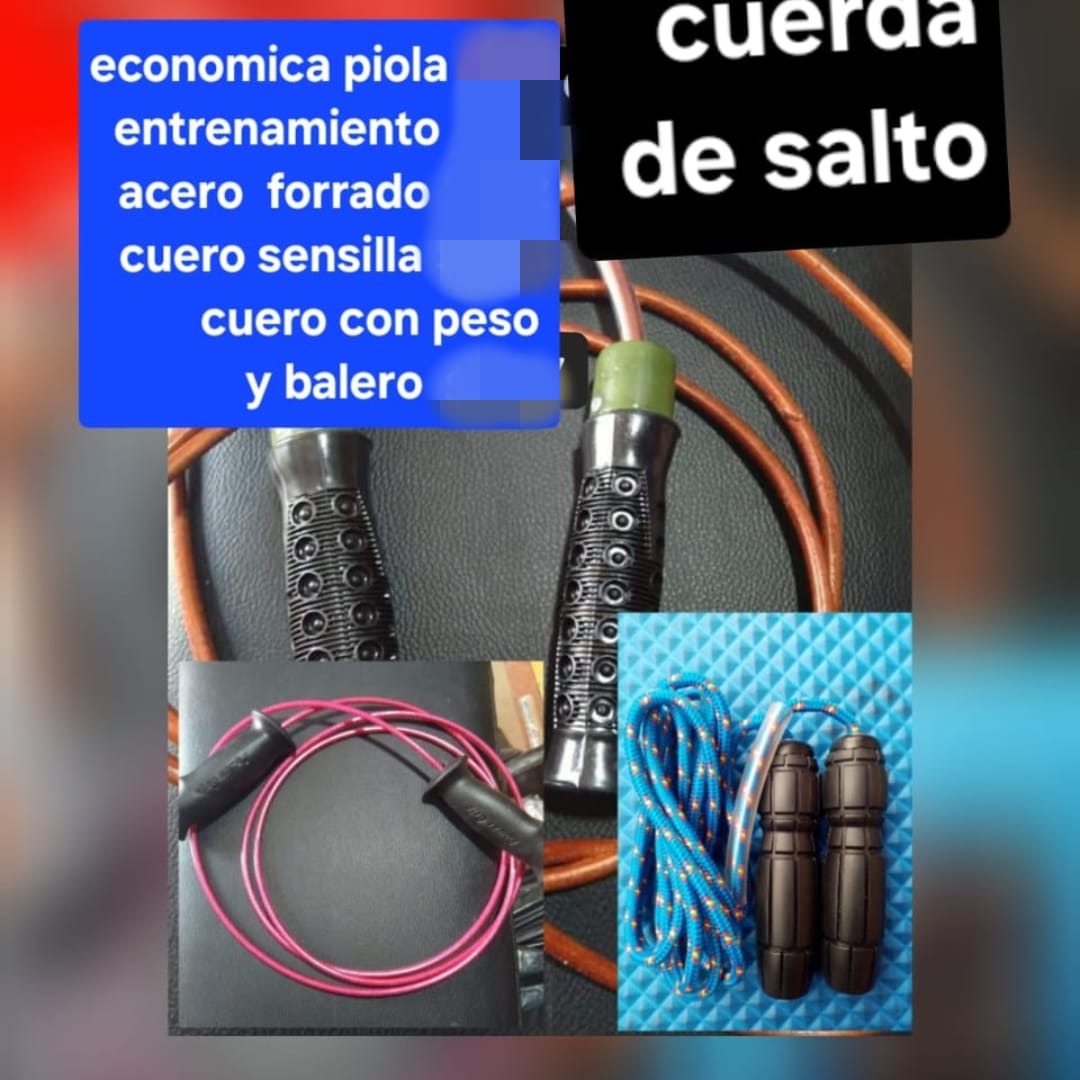 economica piola
entrenamiento
acero  forrado
cuero sensilla
cuero con peso
y balero
cuerda
de salto